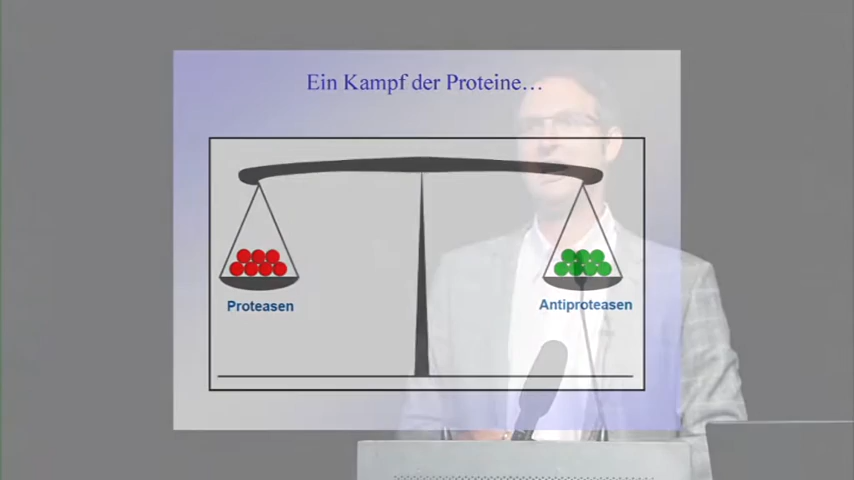 Ein Kampf der Proteine…
Proteasen
Antiproteasen